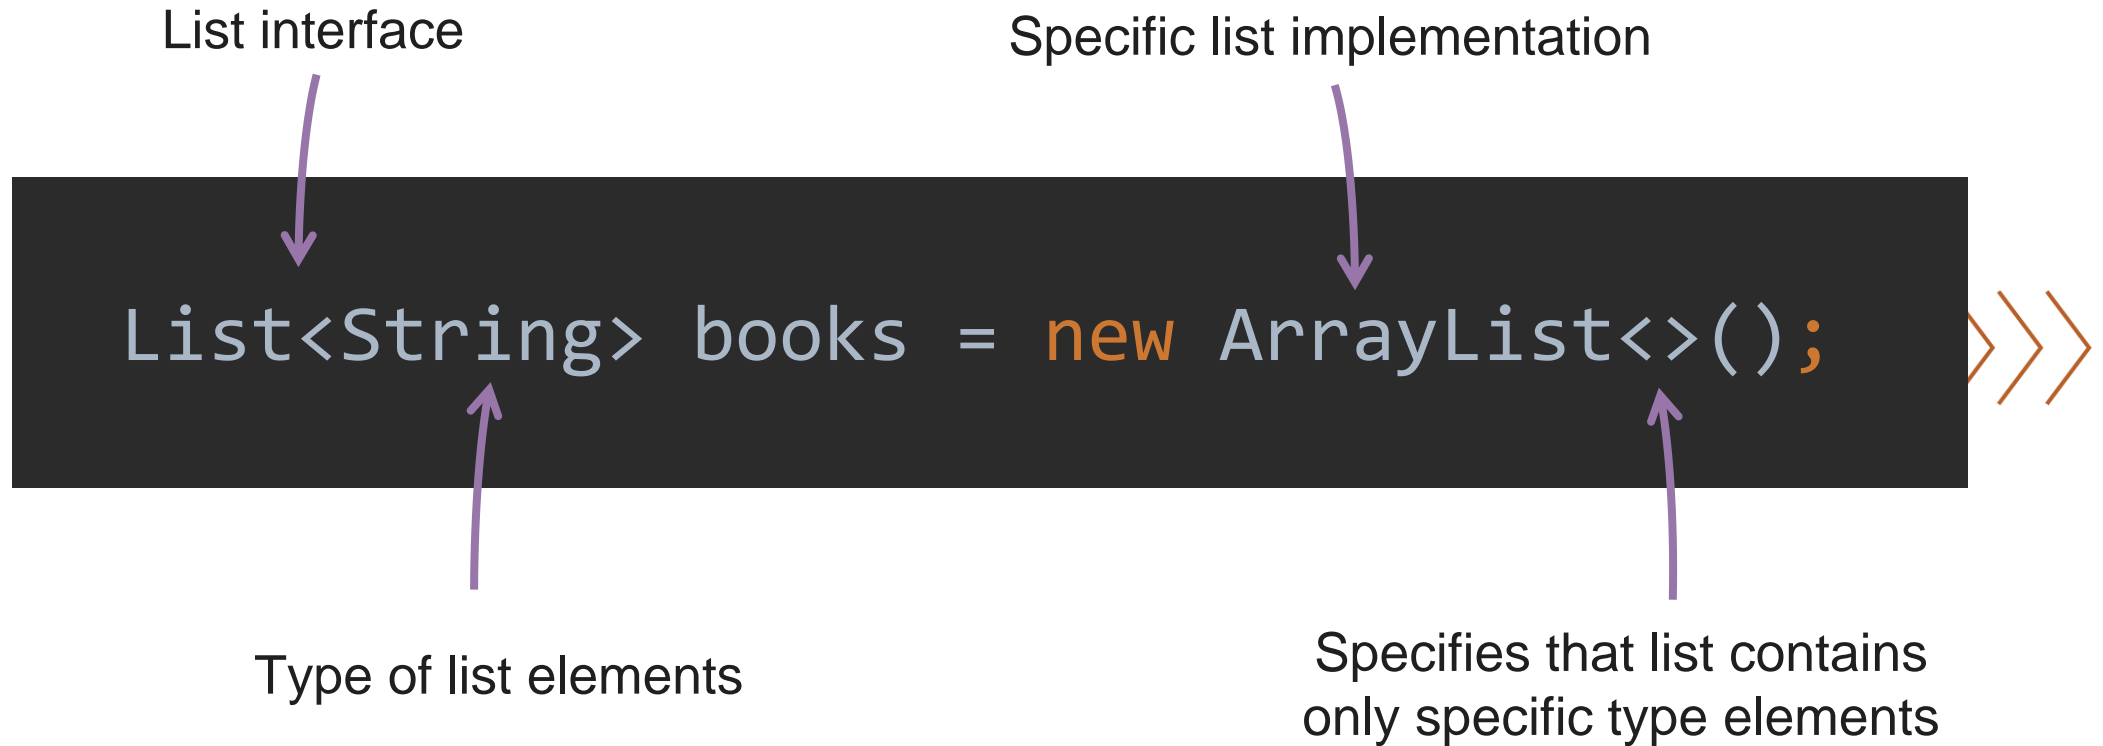 List interface
Specific list implementation
List<String> books = new ArrayList<>();
Type of list elements
Specifies that list contains
only specific type elements